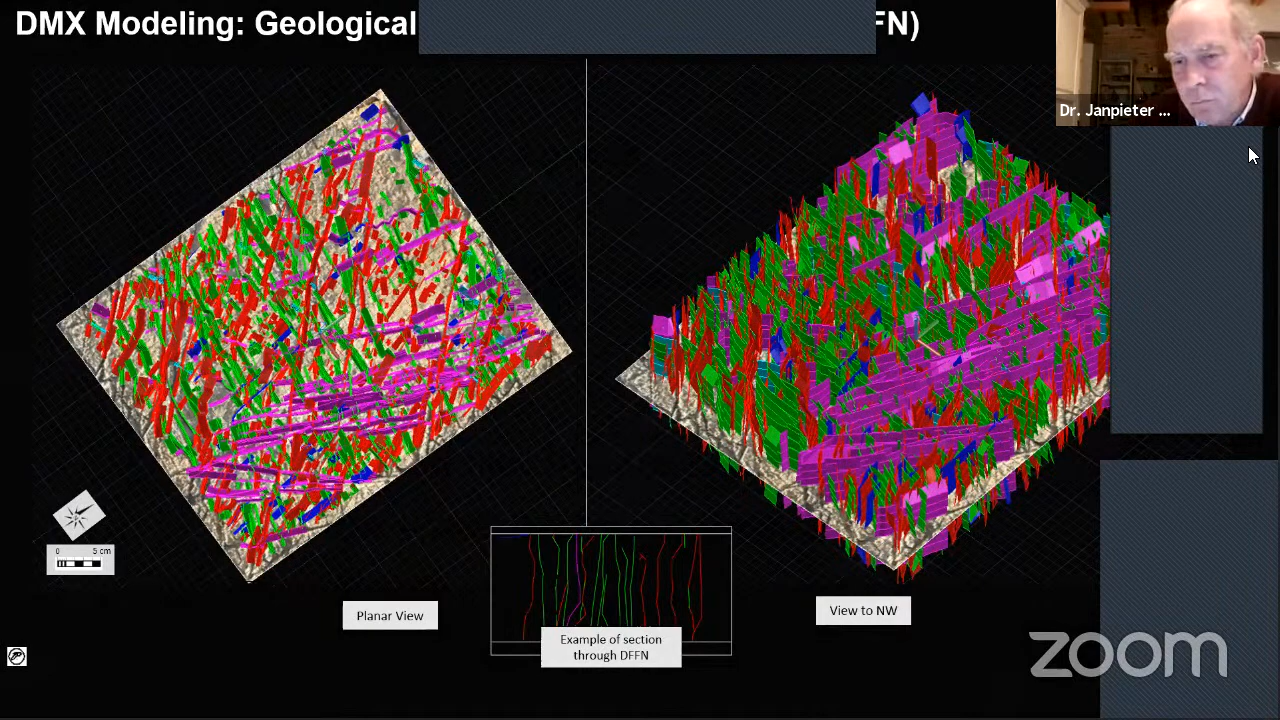 DMX Modeling: Geological FN)
Dr. Janpieter ...
0 5 cm
Planar View
Example of section
through DFFN
View to NW
zoom